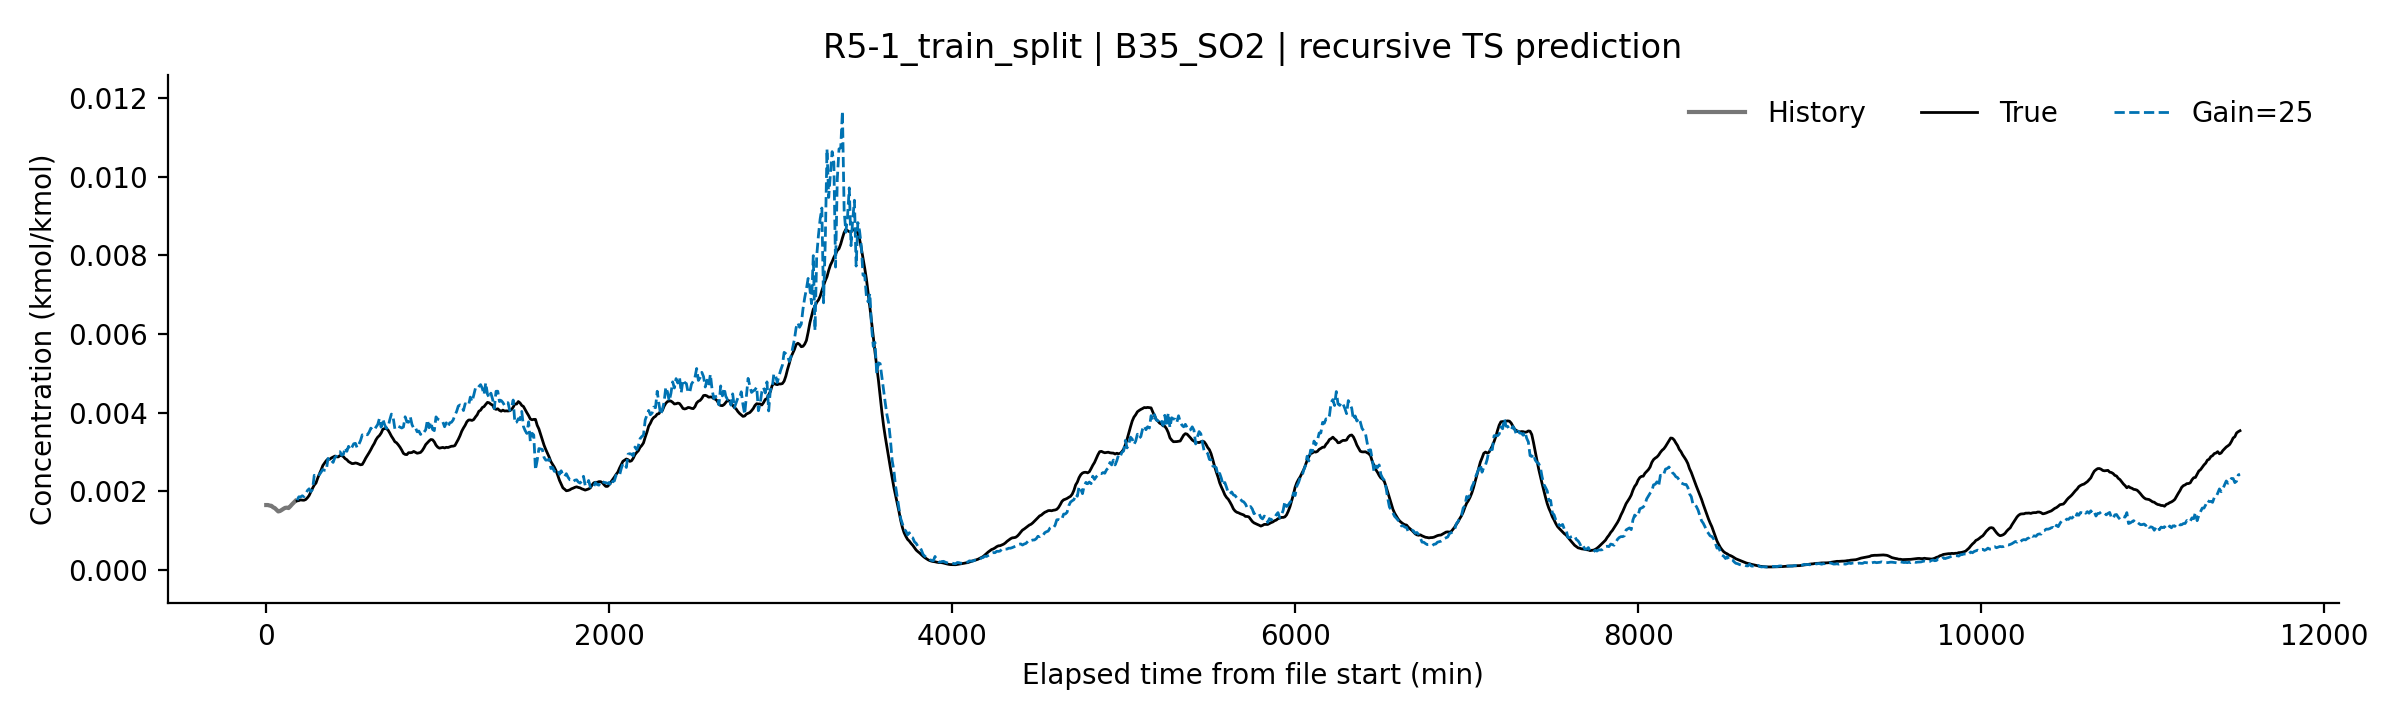 R5-1_train_split | B35_SO2 | recursive TS prediction
History True Gain=25
Concentration (kmol/kmol)
0.012
0.010
0.008
0.006
0.004
0.002
0.000
0 2000 4000 6000 8000 10000 12000
Elapsed time from file start (min)